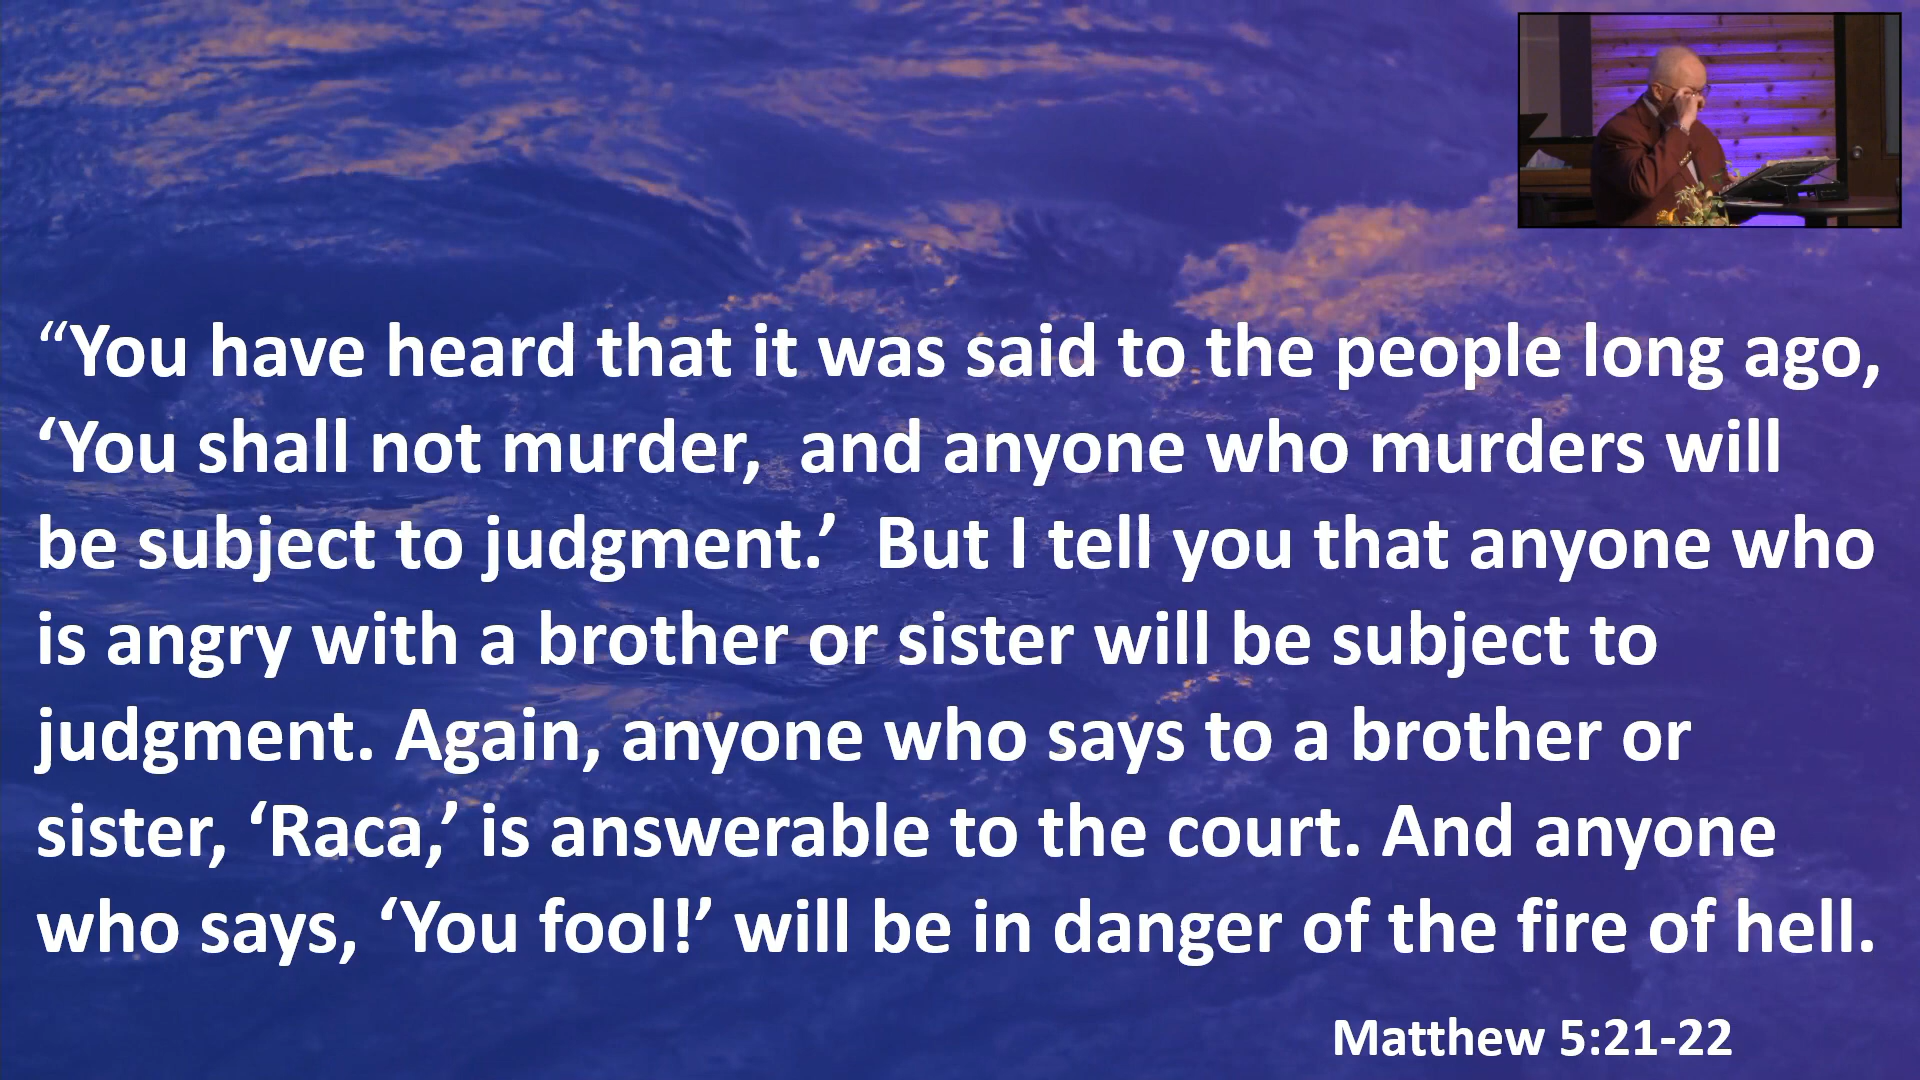 “You have heard that it was said to the people long ago,
‘You shall not murder,  and anyone who murders will
be subject to judgment.’  But I tell you that anyone who
is angry with a brother or sister will be subject to
judgment. Again, anyone who says to a brother or
sister, ‘Raca,’ is answerable to the court. And anyone
who says, ‘You fool!’ will be in danger of the fire of hell.
Matthew 5:21-22